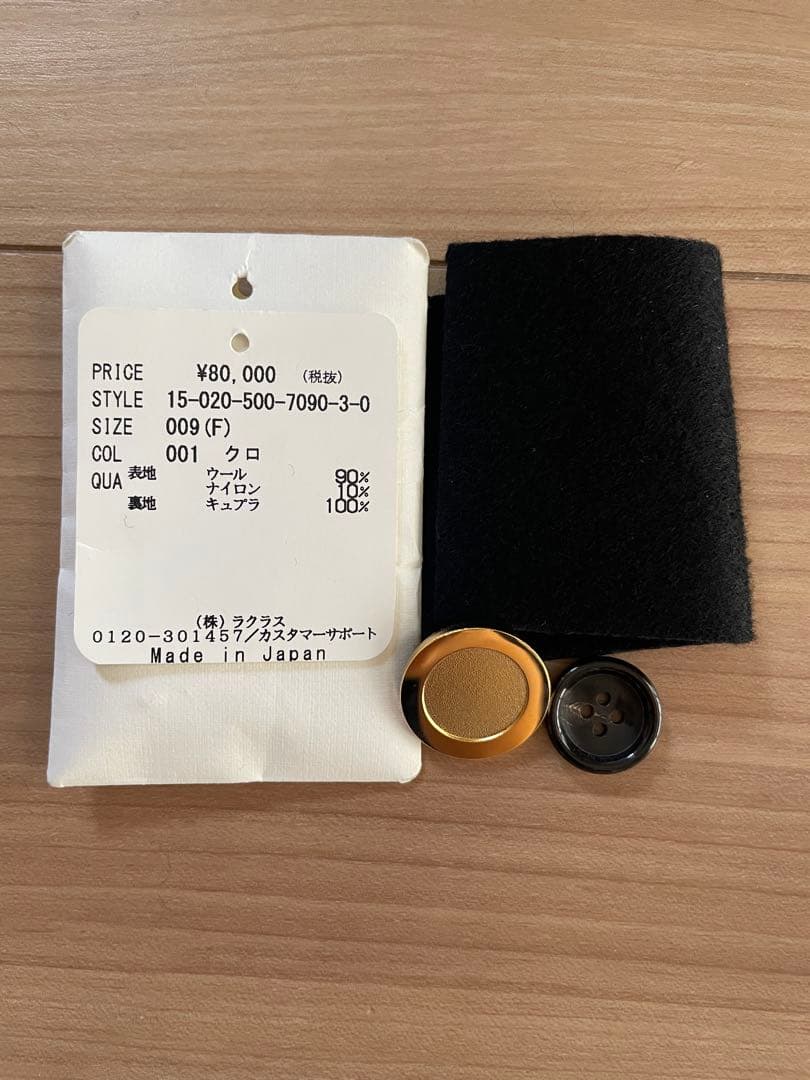 PRICE ¥80,000 (税抜)
STYLE 15-020-500-7090-3-0
SIZE 009(F)
COL 001 クロ
QUA 表地 ウール 90%
ナイロン 10%
裏地 キュプラ 100%
(株)ラクラス
0120-301457/カスタマーサポート
Made in Japan